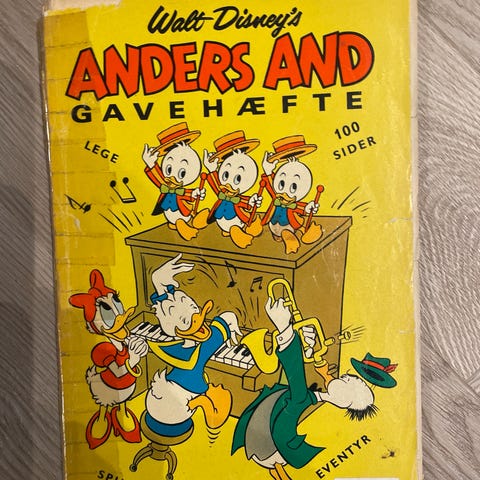 Walt Disney's
ANDERS AND
GAVEHÆFTE
LEGE
100
SIDER
EVENTYR